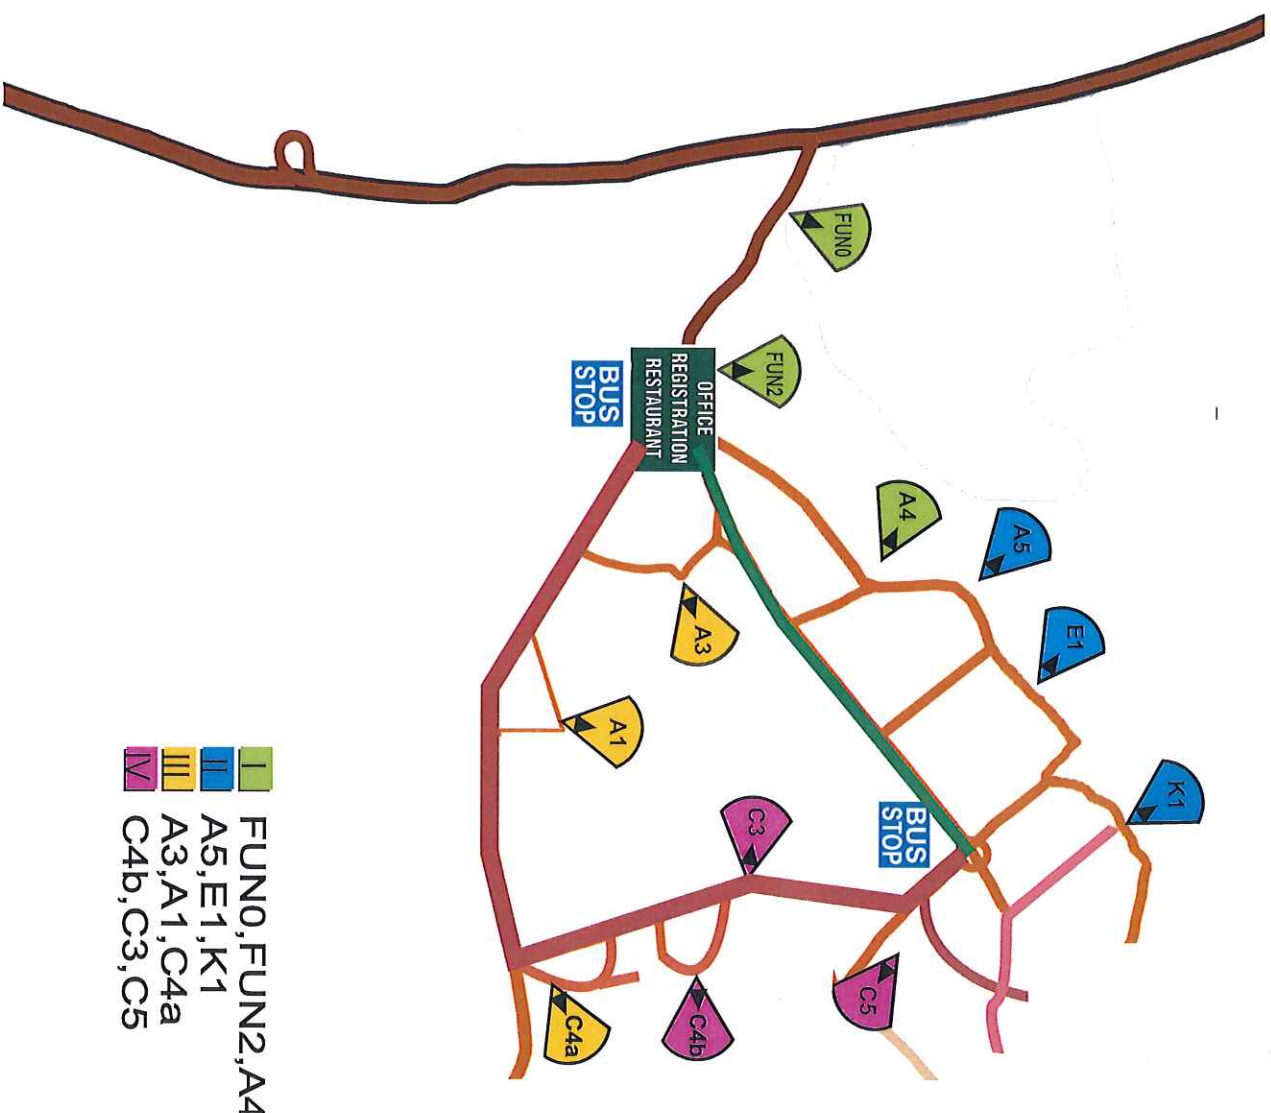 FUN0
FUN2
OFFICE
REGISTRATION
RESTAURANT
BUS
STOP
A4
A5
E1
A3
A1
K1
C3
BUS
STOP
C5
C4b
C4a
I FUN0,FUN2,A4
II A5,E1,K1
III A3,A1,C4a
IV C4b,C3,C5